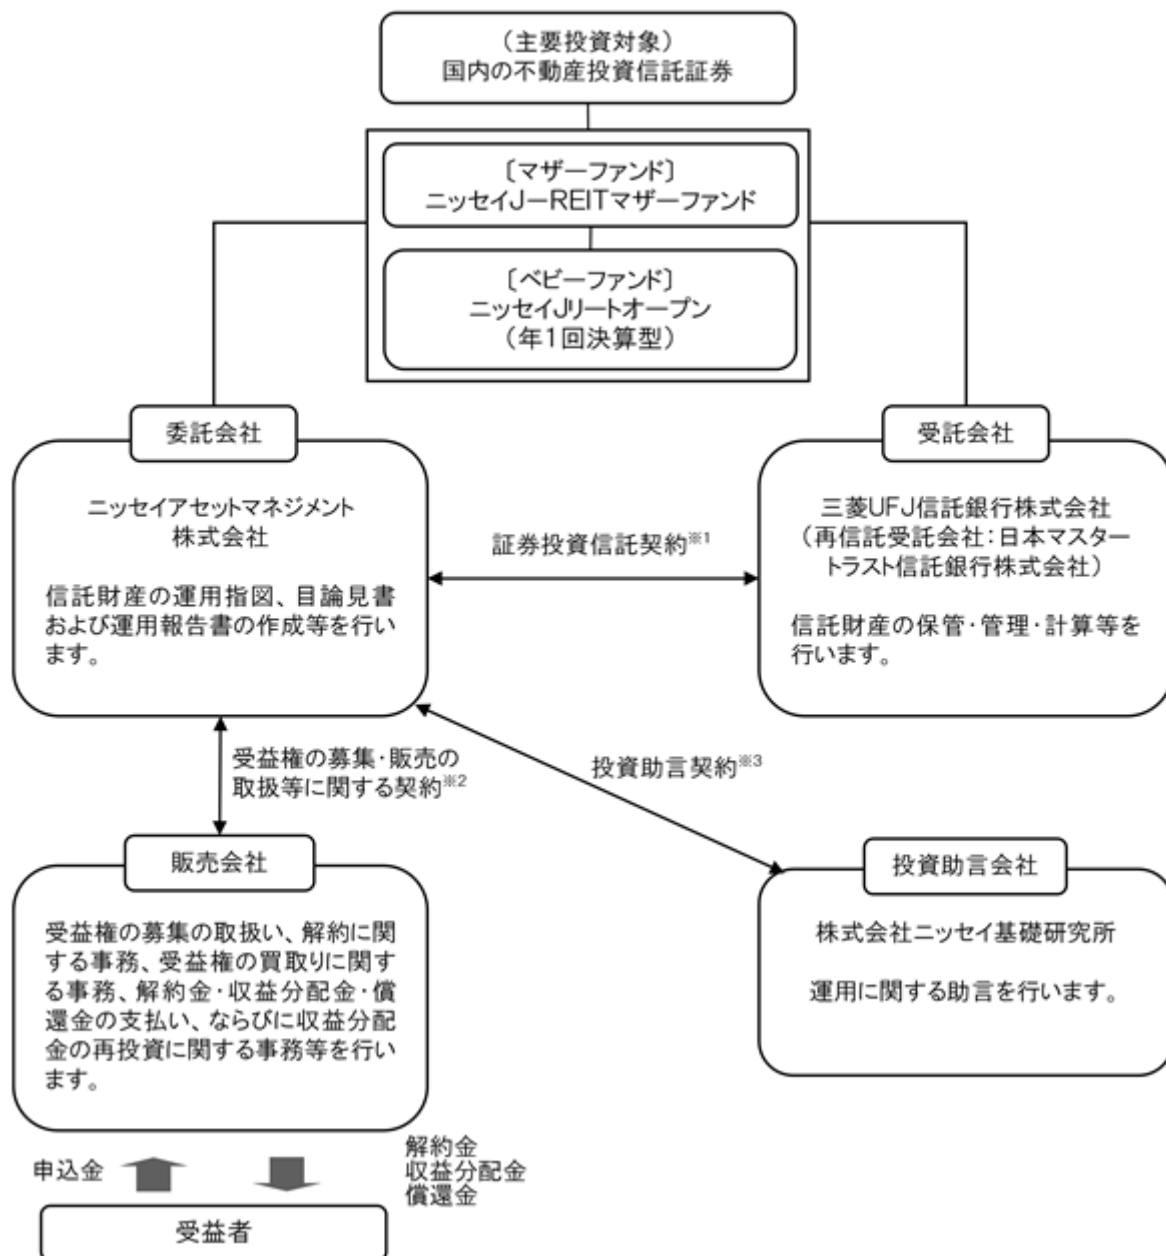 （主要投資対象）
国内の不動産投資信託証券
〔マザーファンド〕
ニッセイJーREITマザーファンド
［ベビーファンド］
ニッセイJリートオープン
（年1回決算型）
委託会社
ニッセイアセットマネジメント
株式会社
信託財産の運用指図、目論見書
および運用報告書の作成等を行い
ます。
受託会社
三菱UFJ信託銀行株式会社
（再信託受託会社：日本マスター
トラスト信託銀行株式会社）
信託財産の保管・管理・計算等を
行います。
証券投資信託契約※1
受益権の募集・販売の
取扱等に関する契約※2
投資助言契約※3
販売会社
受益権の募集の取扱い、解約に関
する事務、受益権の買取りに関す
る事務、解約金・収益分配金・償
還金の支払い、ならびに収益分配
金の再投資に関する事務等を行い
ます。
投資助言会社
株式会社ニッセイ基礎研究所
運用に関する助言を行います。
申込金
解約金
収益分配金
償還金
受益者